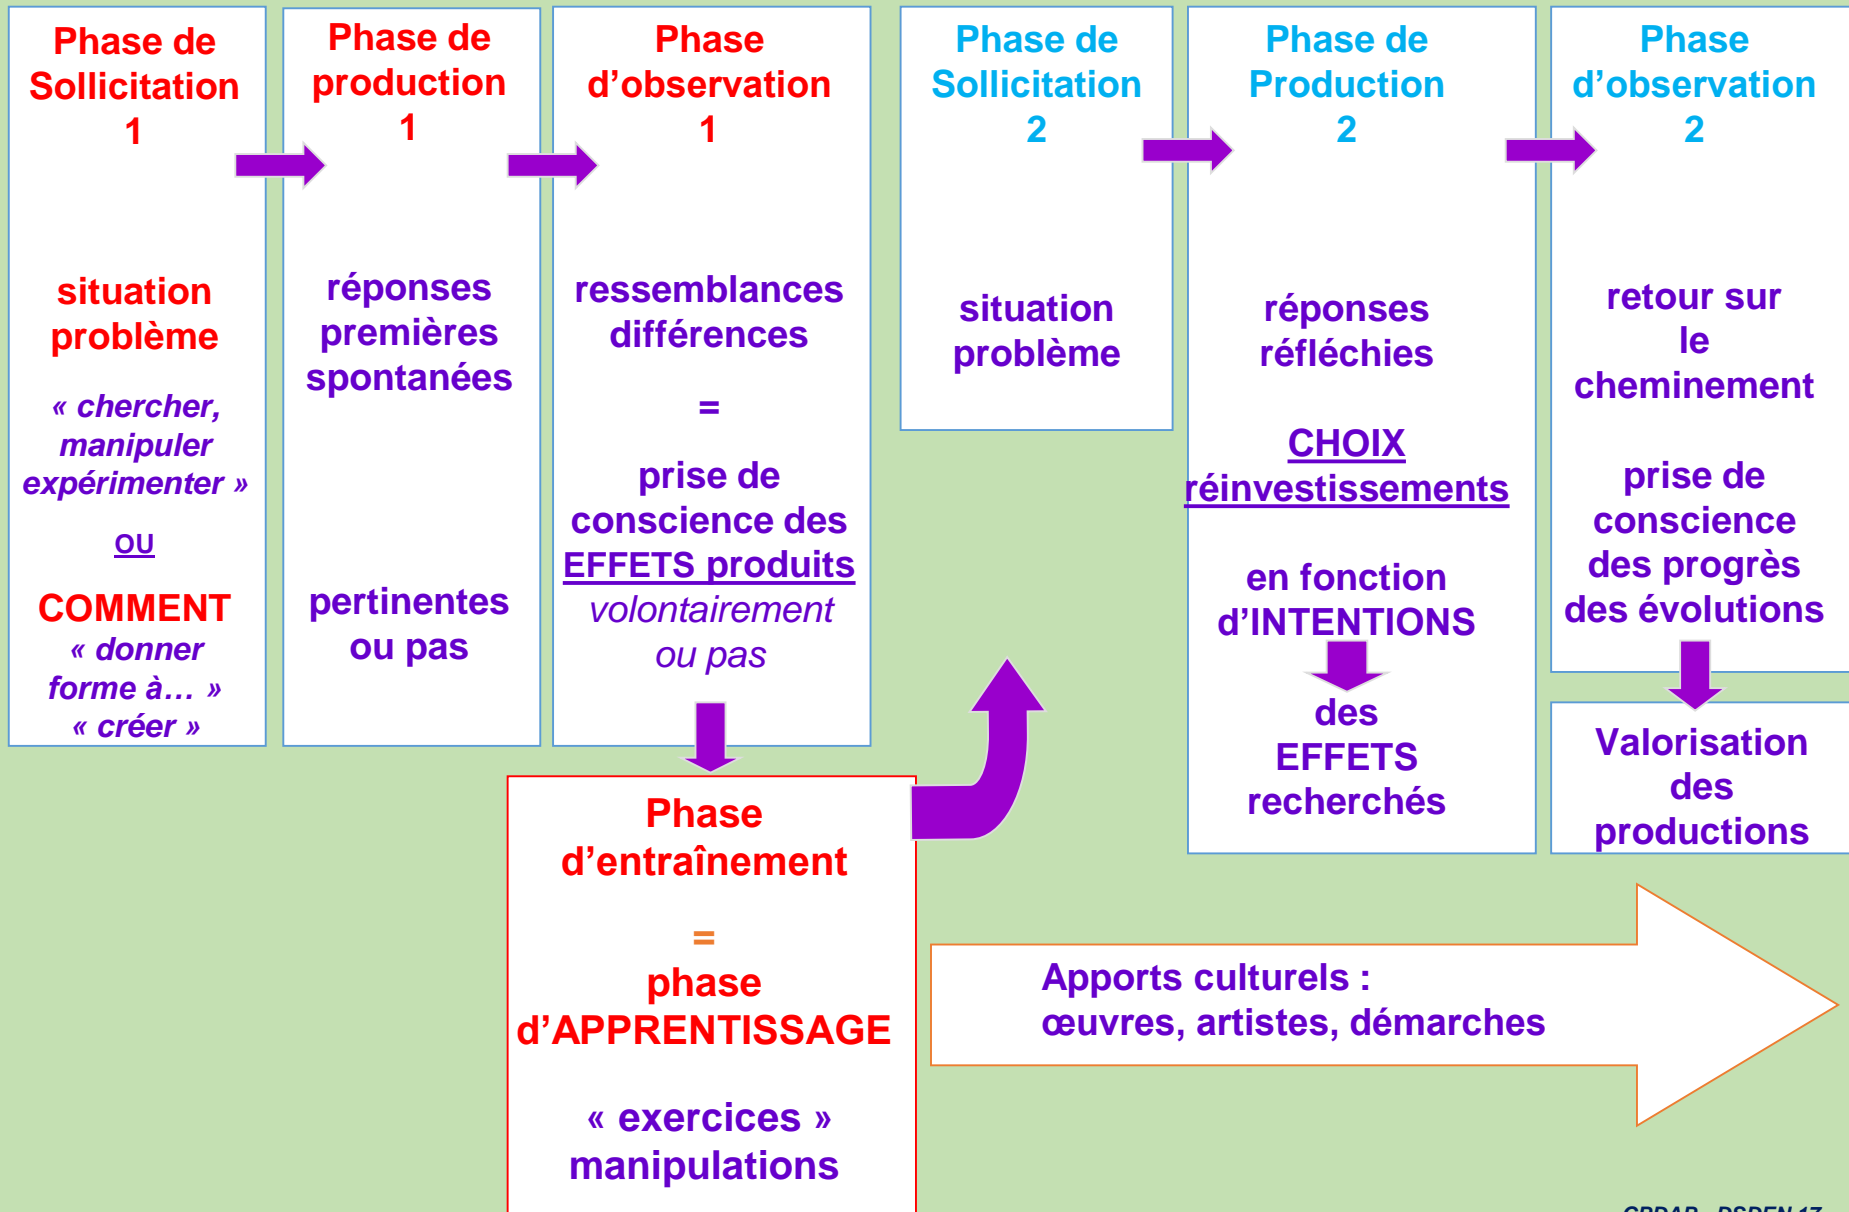 Phase de
Sollicitation
1
situation
problème
« chercher,
manipuler
expérimenter »
OU
COMMENT
« donner
forme à… »
« créer »
Phase de
production
1
réponses
premières
spontanées
pertinentes
ou pas
Phase
d’observation
1
ressemblances
différences
=
prise de
conscience des
EFFETS produits
volontairement
ou pas
Phase
d’entraînement
=
phase
d’APPRENTISSAGE
« exercices »
manipulations
Phase de
Sollicitation
2
situation
problème
Phase de
Production
2
réponses
réfléchies
CHOIX
réinvestissements
en fonction
d’INTENTIONS
des
EFFETS
recherchés
Phase
d’observation
2
retour sur
le
cheminement
prise de
conscience
des progrès
des évolutions
Valorisation
des
productions
Apports culturels :
œuvres, artistes, démarches